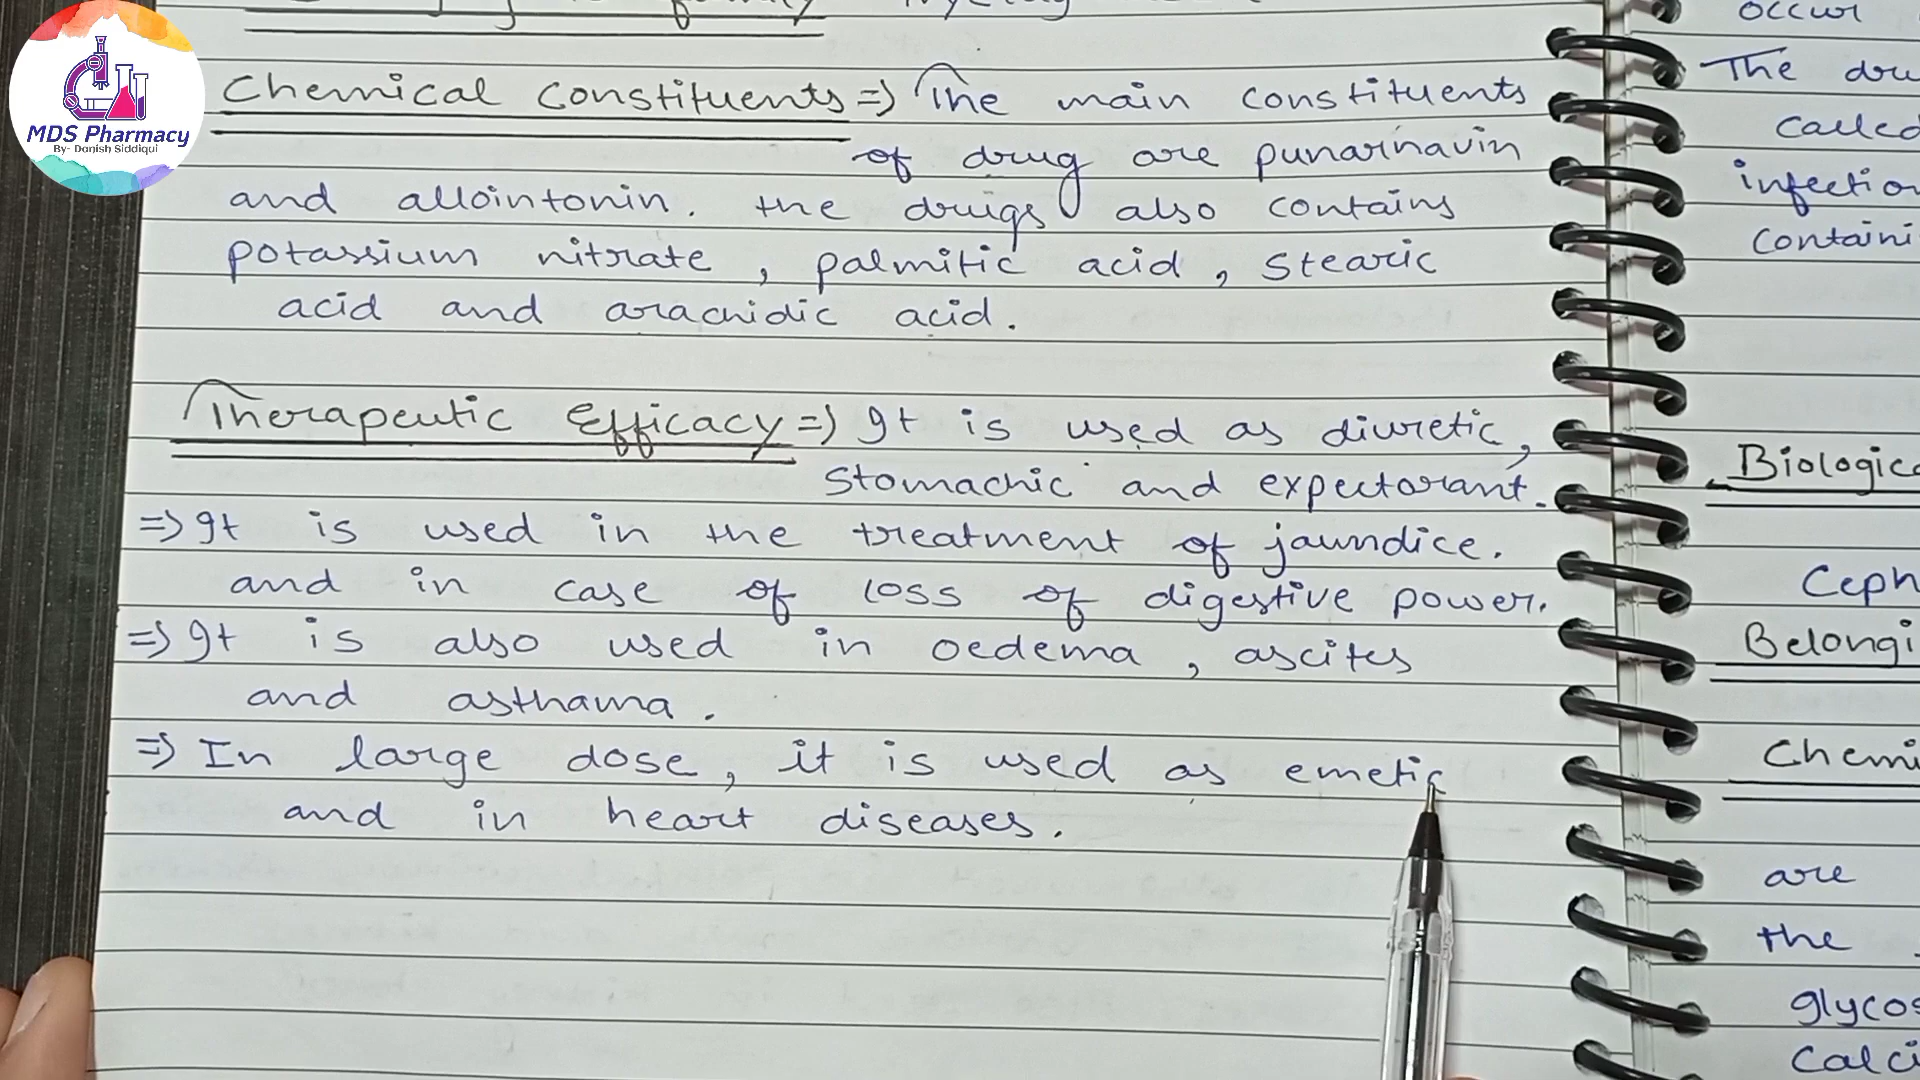 MDS Pharmacy
By- Danish Siddiqui
Chemical constituents => The main constituents
of drug are punarnavin
and allointonin. the drugs also contains
potassium nitrate, palmitic acid, stearic
acid and arachidic acid.
Therapeutic Efficacy => It is used as diuretic,
stomachic and expectorant.
=> It is used in the treatment of jaundice.
and in case of loss of digestive power.
=> It is also used in oedema, ascites
and asthama.
=> In large dose, it is used as emetic
and in heart diseases.
occur
The dru
called
infection
containi
Biologica
Ceph
Belongi
Chemi
are
the
glycos
Calci